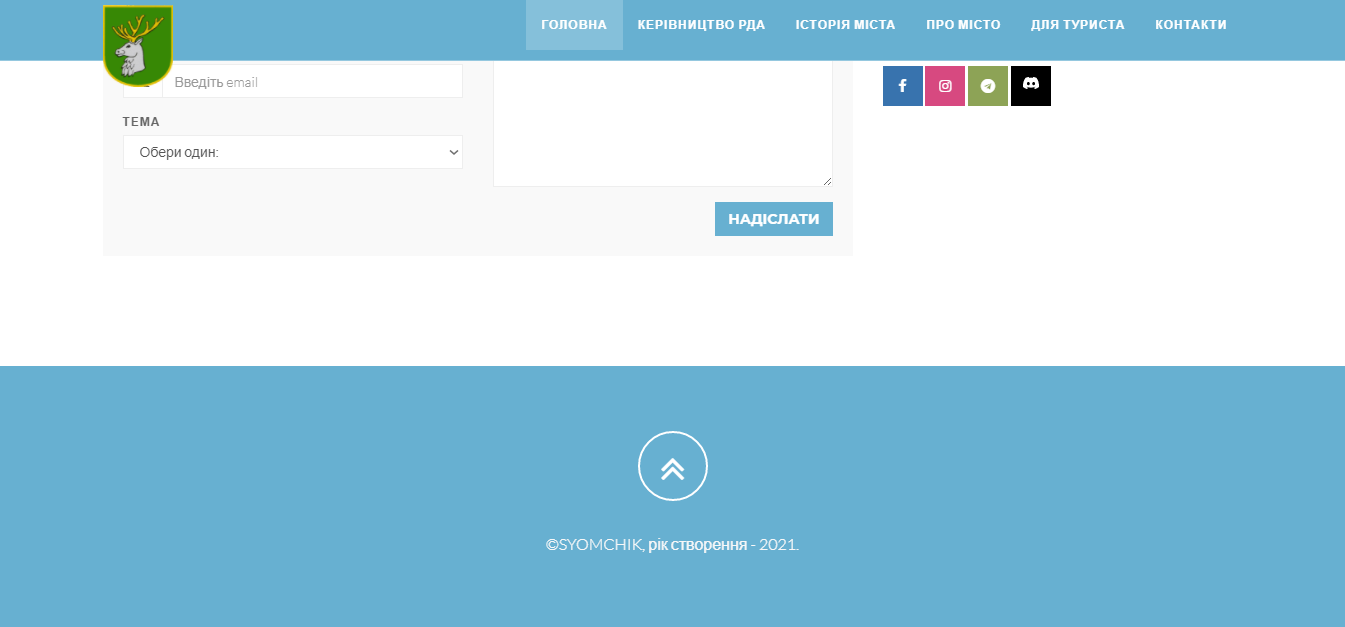 ГОЛОВНА КЕРІВНИЦТВО РДА ІСТОРІЯ МІСТА ПРО МІСТО ДЛЯ ТУРИСТА КОНТАКТИ
Введіть email
ТЕМА
Обери один:
НАДІСЛАТИ
©SYOMCHIK, рік створення - 2021.